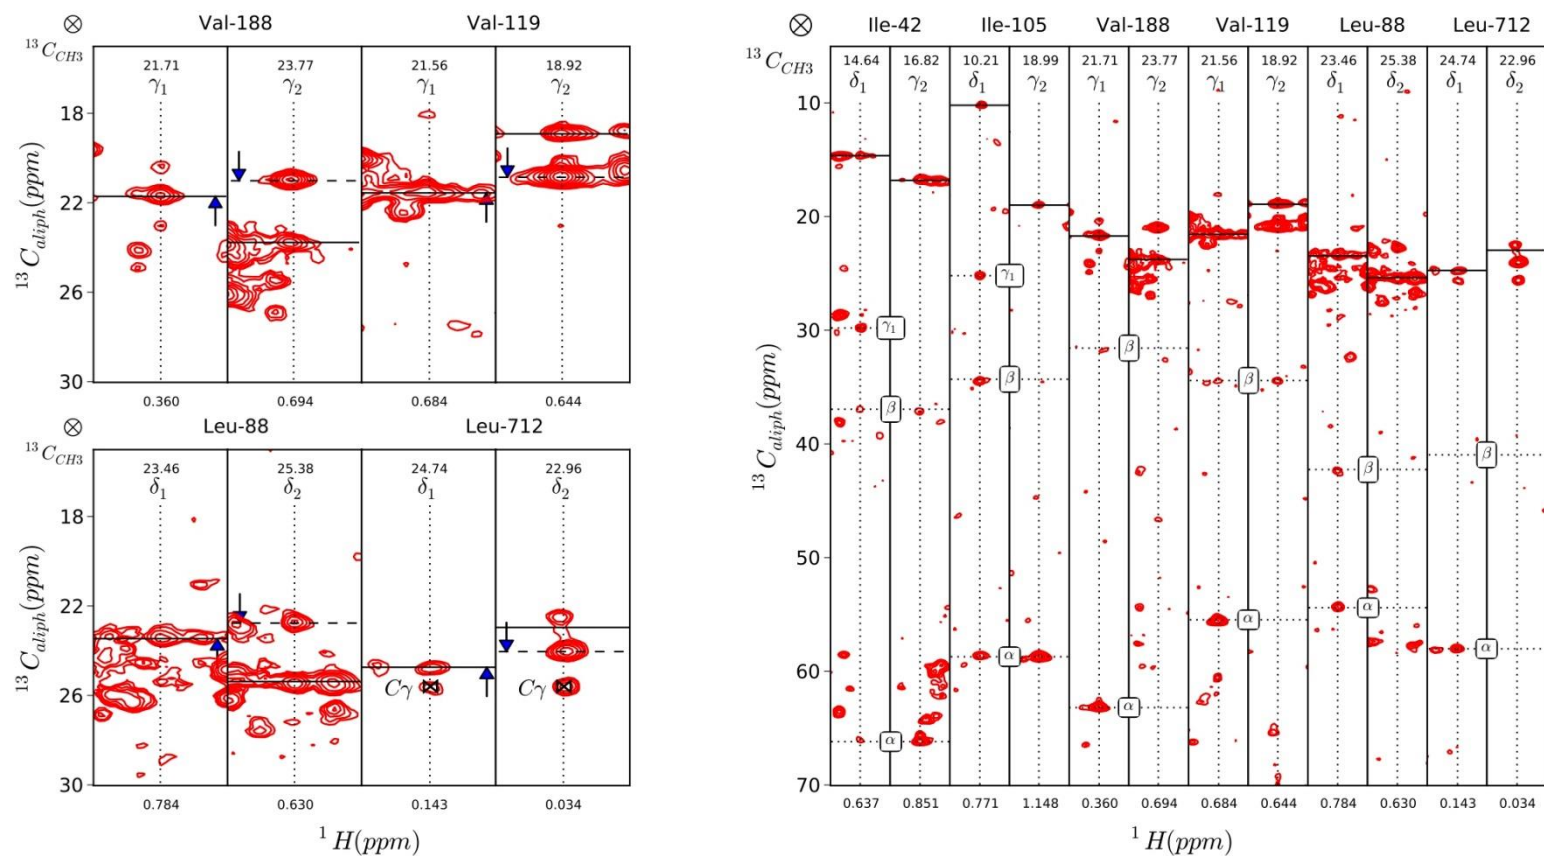 ⊗ Val-188 Val-119
¹³C_CH3 21.71 23.77 21.56 18.92
γ₁ γ₂ γ₁ γ₂
18
22
26
30
¹³C_aliph(ppm)
0.360 0.694 0.684 0.644
⊗ Leu-88 Leu-712
¹³C_CH3 23.46 25.38 24.74 22.96
δ₁ δ₂ δ₁ δ₂
18
22
26
30
¹³C_aliph(ppm)
Cγ Cγ
0.784 0.630 0.143 0.034
¹H(ppm)
⊗ Ile-42 Ile-105 Val-188 Val-119 Leu-88 Leu-712
¹³C_CH3 14.64 16.82 10.21 18.99 21.71 23.77 21.56 18.92 23.46 25.38 24.74 22.96
δ₁ γ₂ δ₁ γ₂ γ₁ γ₂ γ₁ γ₂ δ₁ δ₂ δ₁ δ₂
10
20
γ₁
30 γ₁
β
β β
β
40
β
β
¹³C_aliph(ppm)
50
α
α
60 α
α
α
α
70
0.637 0.851 0.771 1.148 0.360 0.694 0.684 0.644 0.784 0.630 0.143 0.034
¹H(ppm)